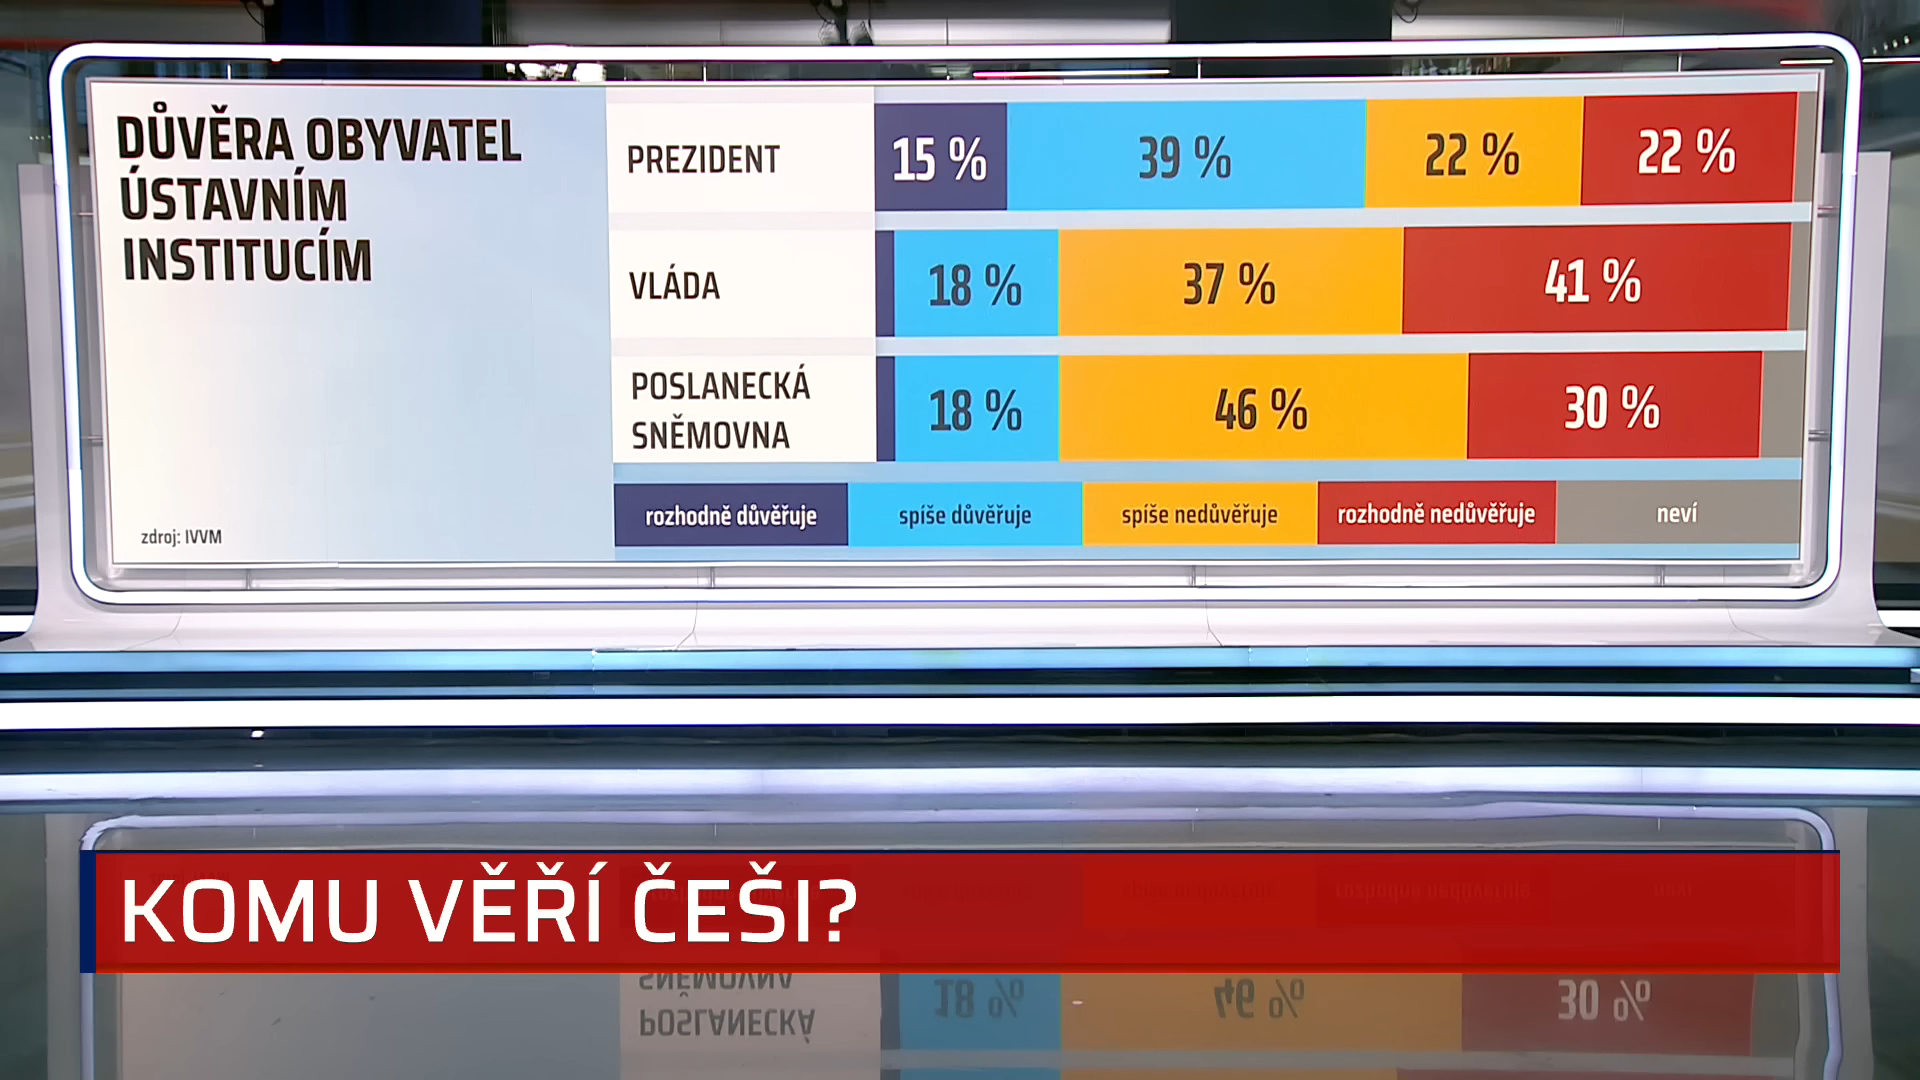 DŮVĚRA OBYVATEL
ÚSTAVNÍM
INSTITUCÍM
PREZIDENT
15 %
39 %
22 %
22 %
VLÁDA
18 %
37 %
41 %
POSLANECKÁ
SNĚMOVNA
18 %
46 %
30 %
rozhodně důvěřuje
spíše důvěřuje
spíše nedůvěřuje
rozhodně nedůvěřuje
neví
zdroj: IVVM
KOMU VĚŘÍ ČEŠI?